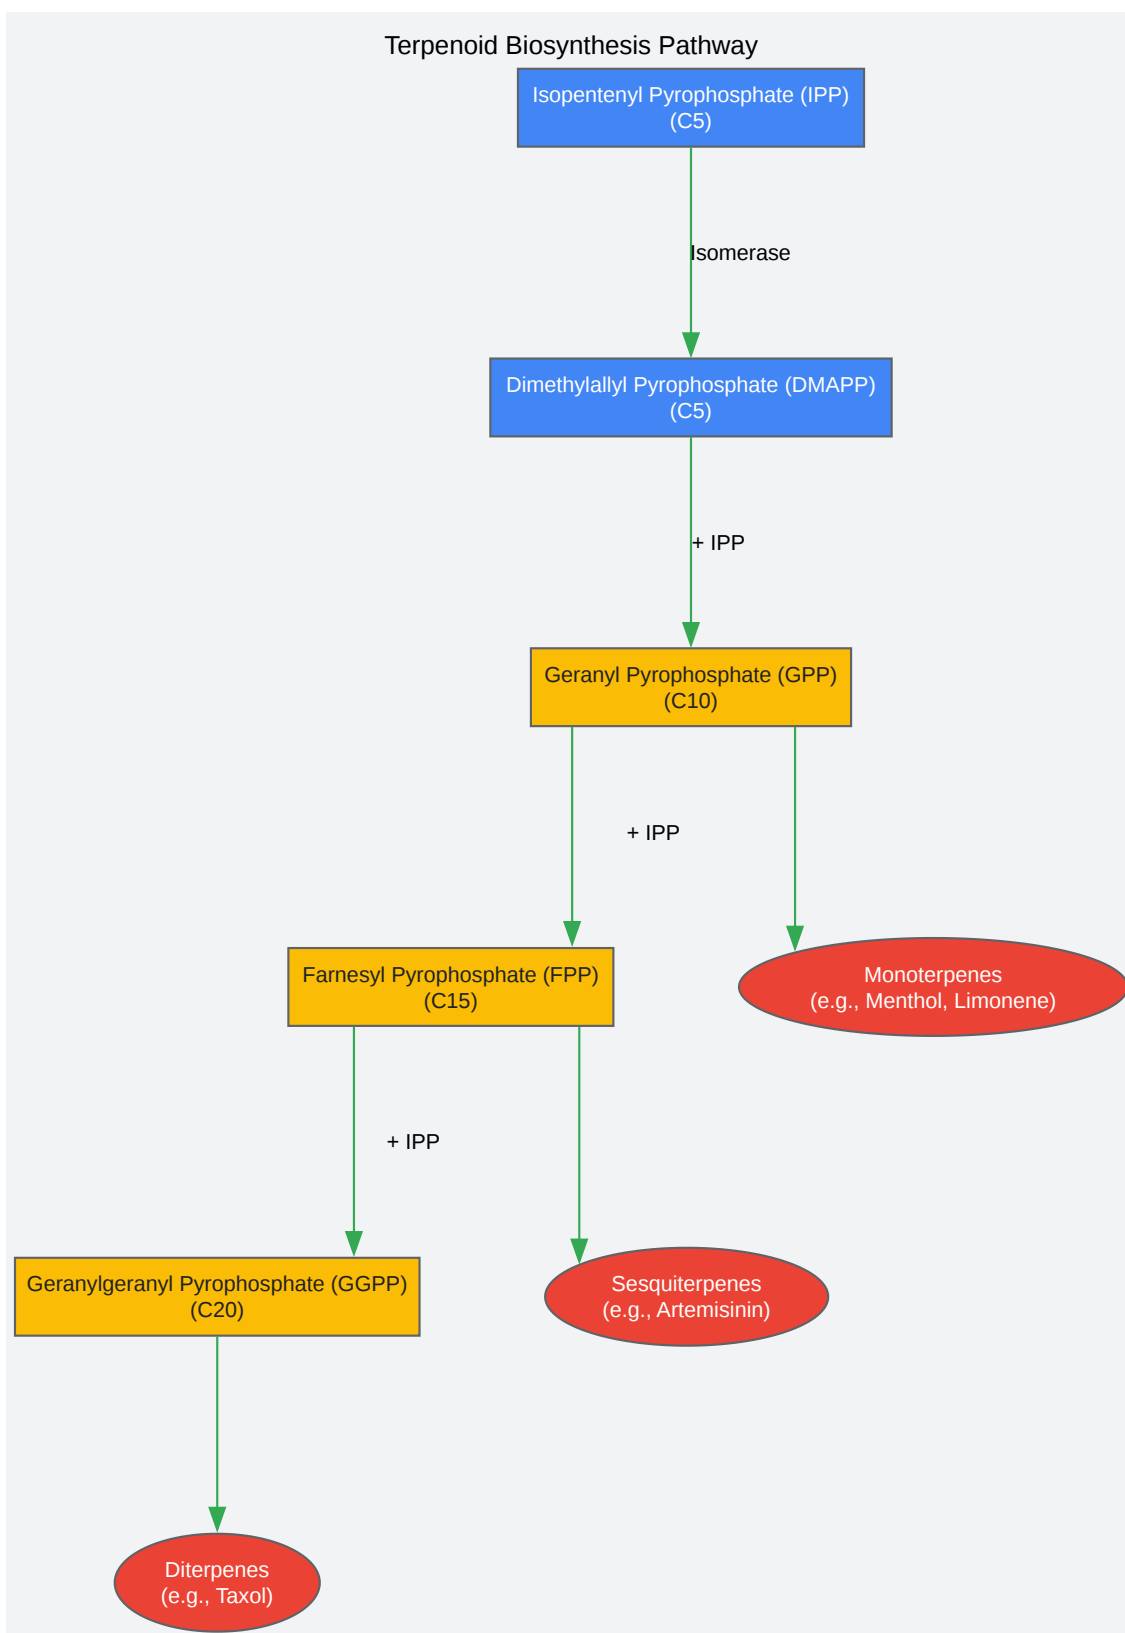 Terpenoid Biosynthesis Pathway
Isopentenyl Pyrophosphate (IPP)
(C5)
Isomerase
Dimethylallyl Pyrophosphate (DMAPP)
(C5)
+ IPP
Geranyl Pyrophosphate (GPP)
(C10)
+ IPP
Farnesyl Pyrophosphate (FPP)
(C15)
Monoterpenes
(e.g., Menthol, Limonene)
+ IPP
Geranylgeranyl Pyrophosphate (GGPP)
(C20)
Sesquiterpenes
(e.g., Artemisinin)
Diterpenes
(e.g., Taxol)